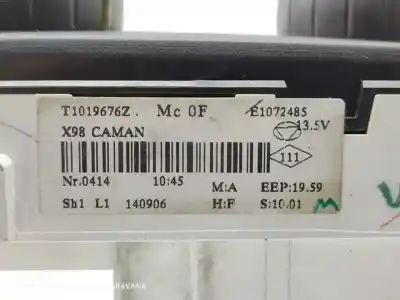 T1019676Z. Mc 0F E1072485
X98 CAMAN 13.5V
111
Nr.0414 10:45 M:A EEP:19.59
Sh1 L1 140906 H:F S:10.01 M